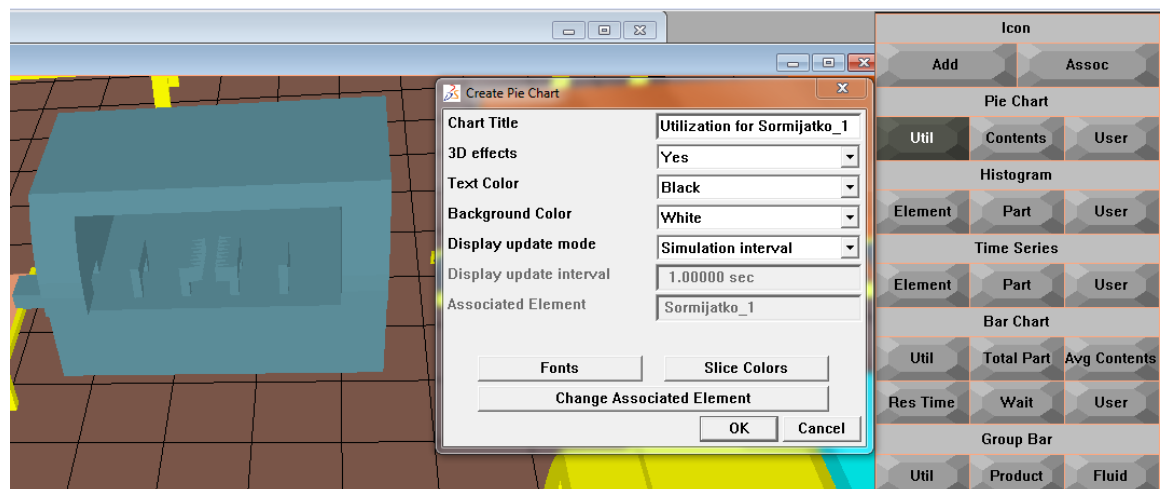 Create Pie Chart
Chart Title Utilization for Sormijatko_1
3D effects Yes
Text Color Black
Background Color White
Display update mode Simulation interval
Display update interval 1.00000 sec
Associated Element Sormijatko_1
Fonts Slice Colors
Change Associated Element
OK Cancel
Icon
Add Assoc
Pie Chart
Util Contents User
Histogram
Element Part User
Time Series
Element Part User
Bar Chart
Util Total Part Avg Contents
Res Time Wait User
Group Bar
Util Product Fluid